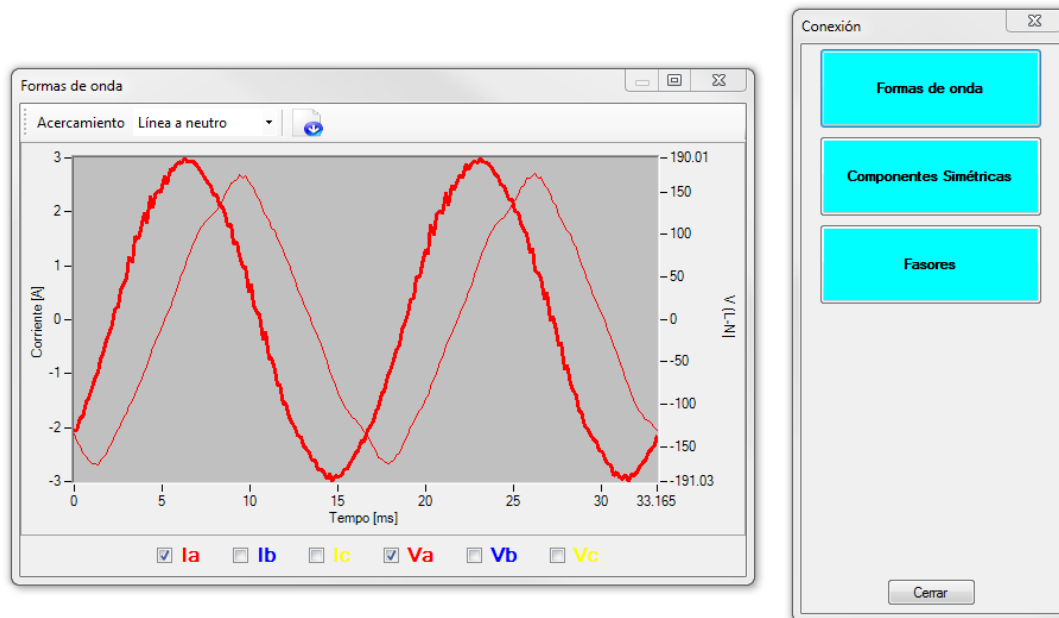 Formas de onda
Acercamiento Línea a neutro
3
2
1
0
-1
-2
-3
Corriente [A]
190.01
150
100
50
0
-50
-100
-150
-191.03
V (L-N]
0 5 10 15 20 25 30 33.165
Tempo [ms]
Ia Ib Ic Va Vb Vc
Conexión
Formas de onda
Componentes Simétricas
Fasores
Cerrar